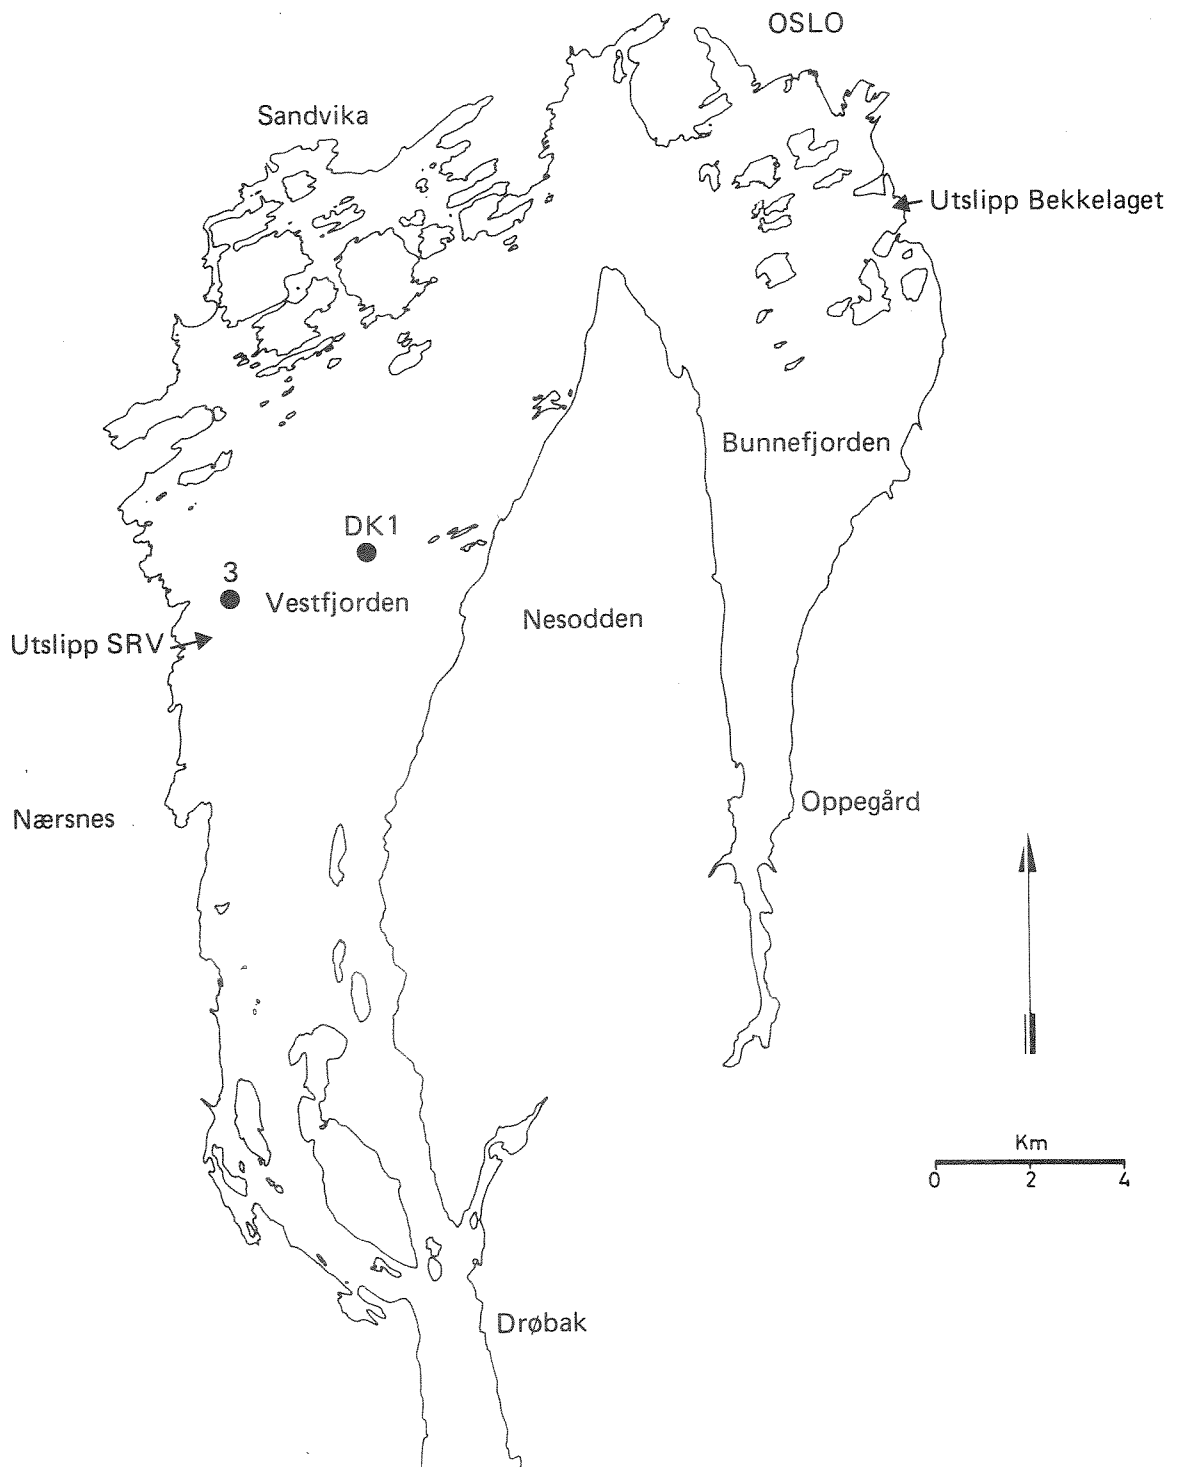 OSLO
Sandvika
Utslipp Bekkelaget
Bunnefjorden
DK1
3
Vestfjorden
Nesodden
Utslipp SRV
Oppegård
Nærsnes
Km
0 2 4
Drøbak